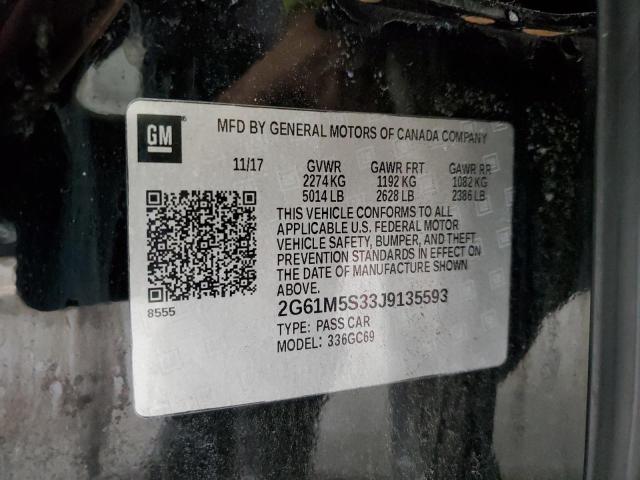 GM
MFD BY GENERAL MOTORS OF CANADA COMPANY
11/17 GVWR GAWR FRT GAWR RR
2274 KG 1192 KG 1082 KG
5014 LB 2628 LB 2386 LB
THIS VEHICLE CONFORMS TO ALL
APPLICABLE U.S. FEDERAL MOTOR
VEHICLE SAFETY, BUMPER, AND THEFT
PREVENTION STANDARDS IN EFFECT ON
THE DATE OF MANUFACTURE SHOWN
ABOVE.
8555
2G61M5S33J9135593
TYPE: PASS CAR
MODEL: 336GC69